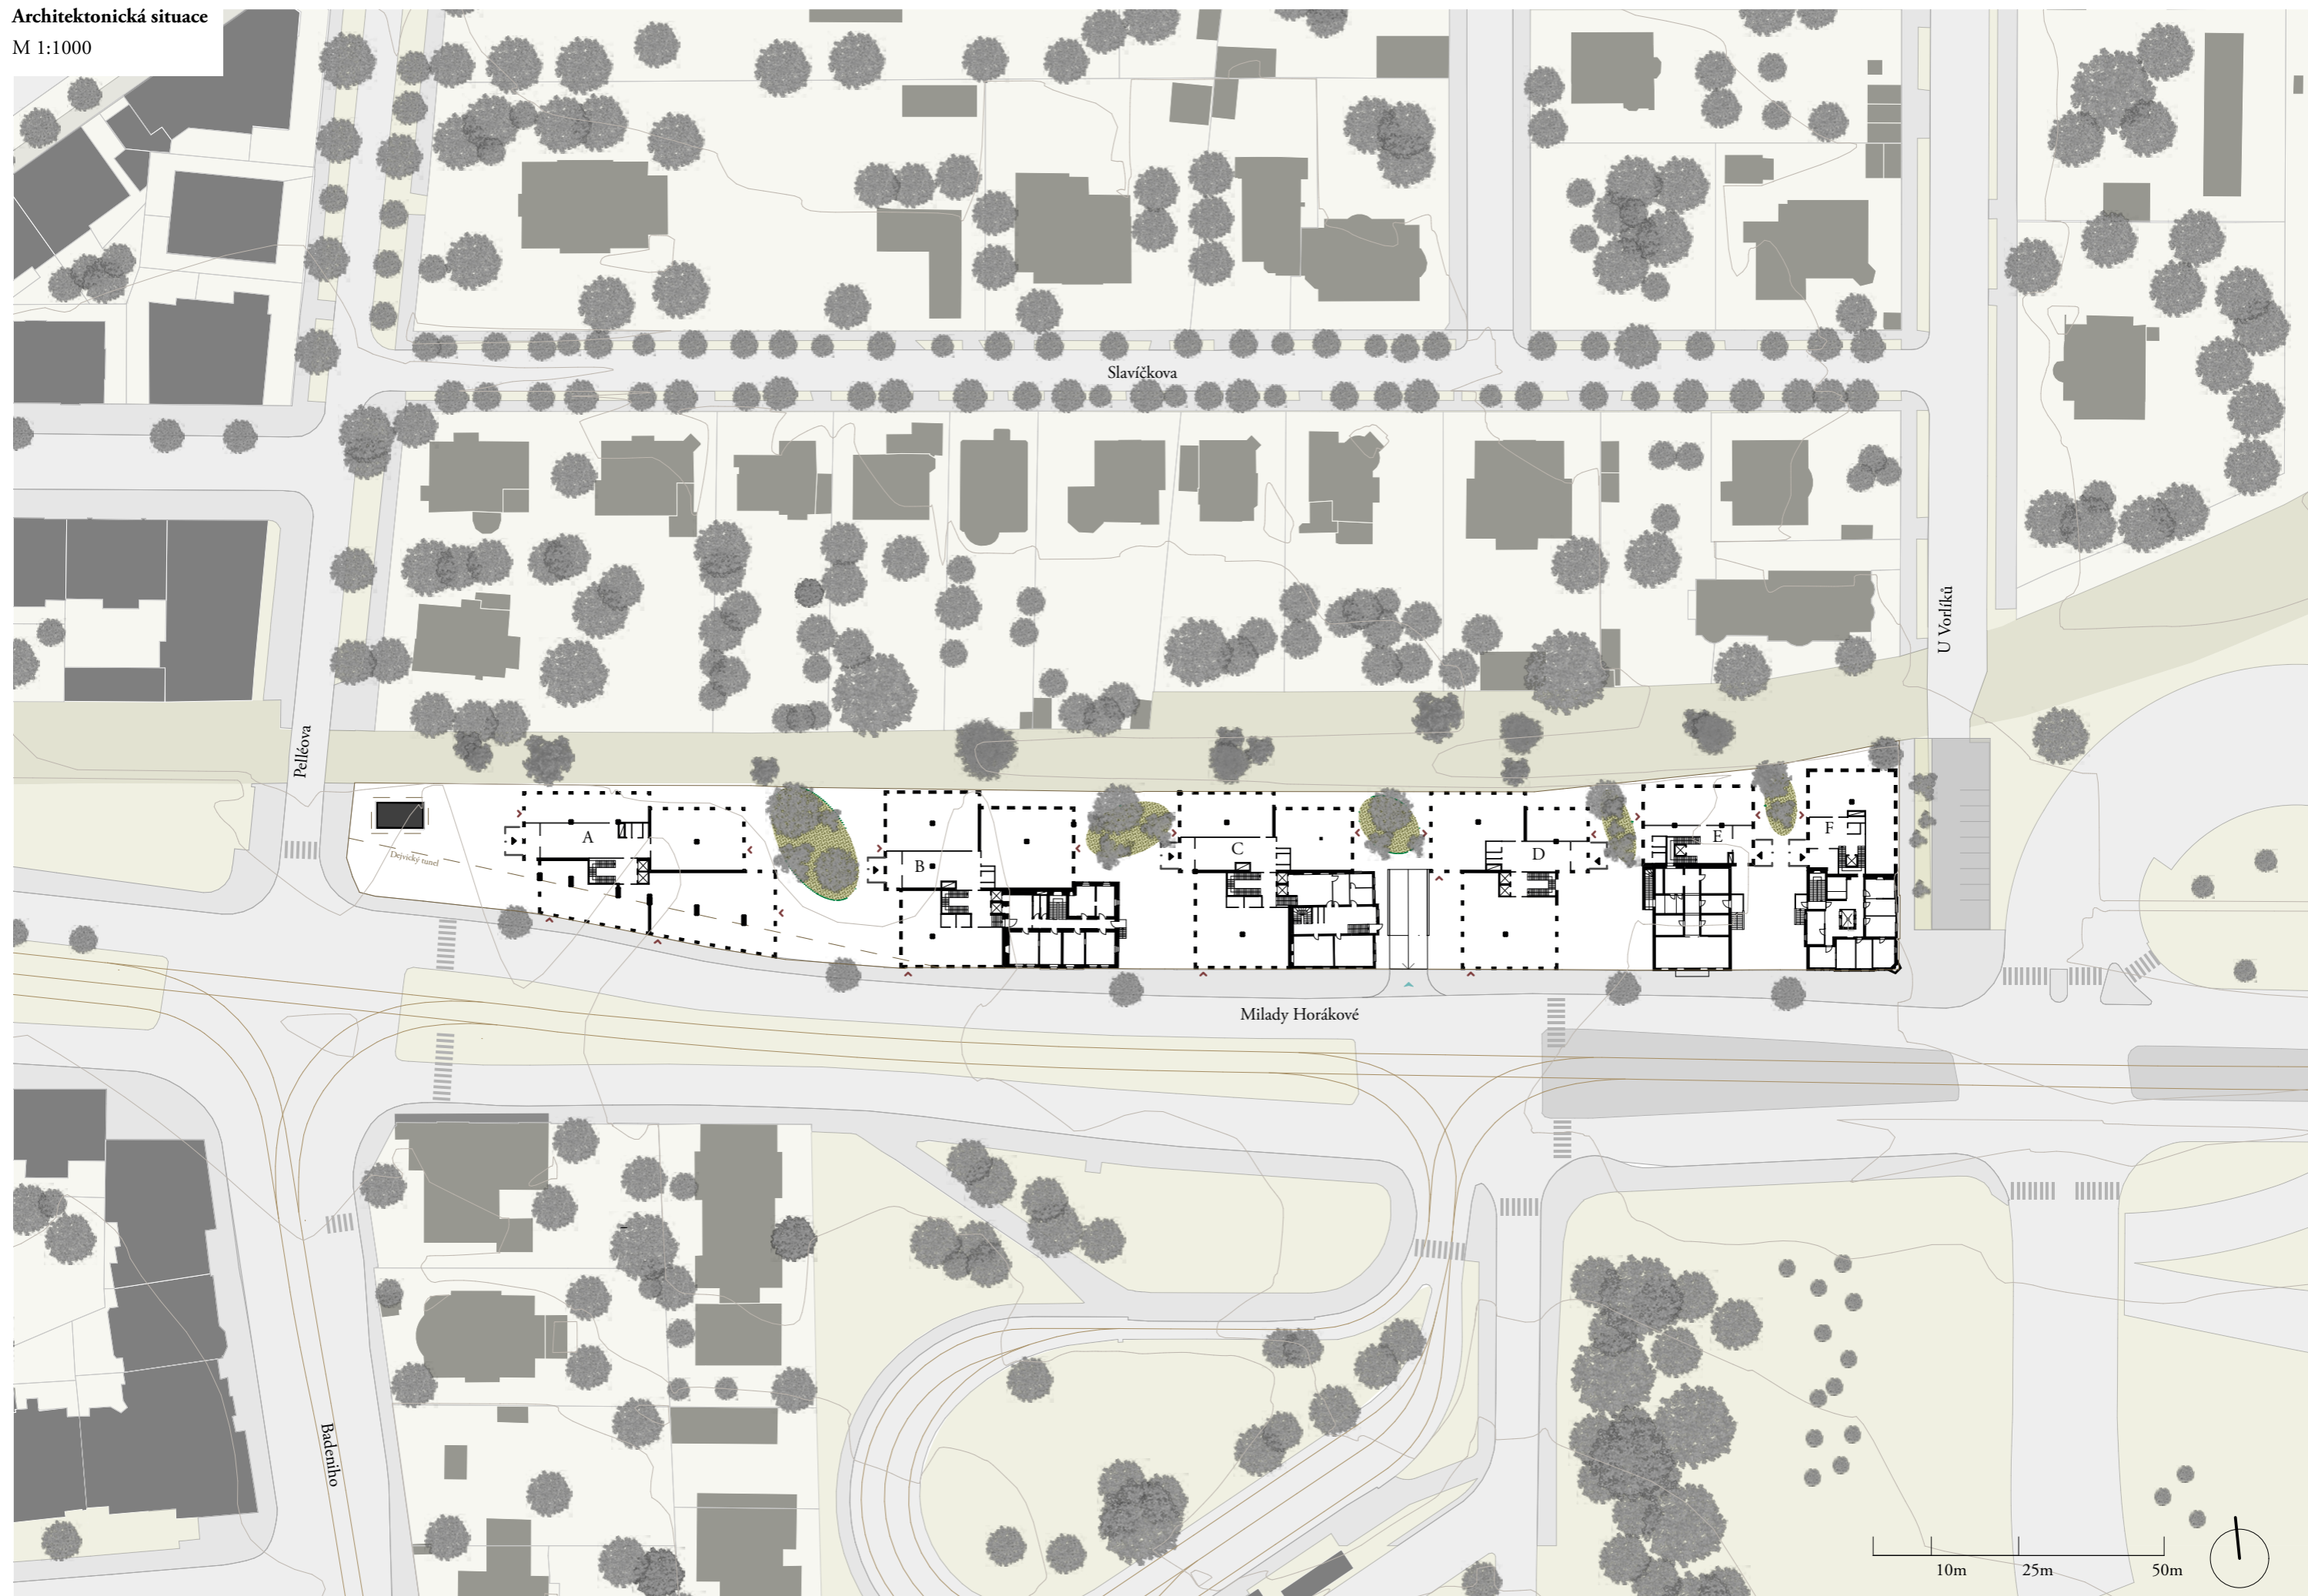 Architektonická situace
M 1:1000
Slavíčkova
U Vorlíků
Pelléova
Dejvický tunel
A
B
C
D
E
F
Milady Horákové
Badeniho
10m
25m
50m